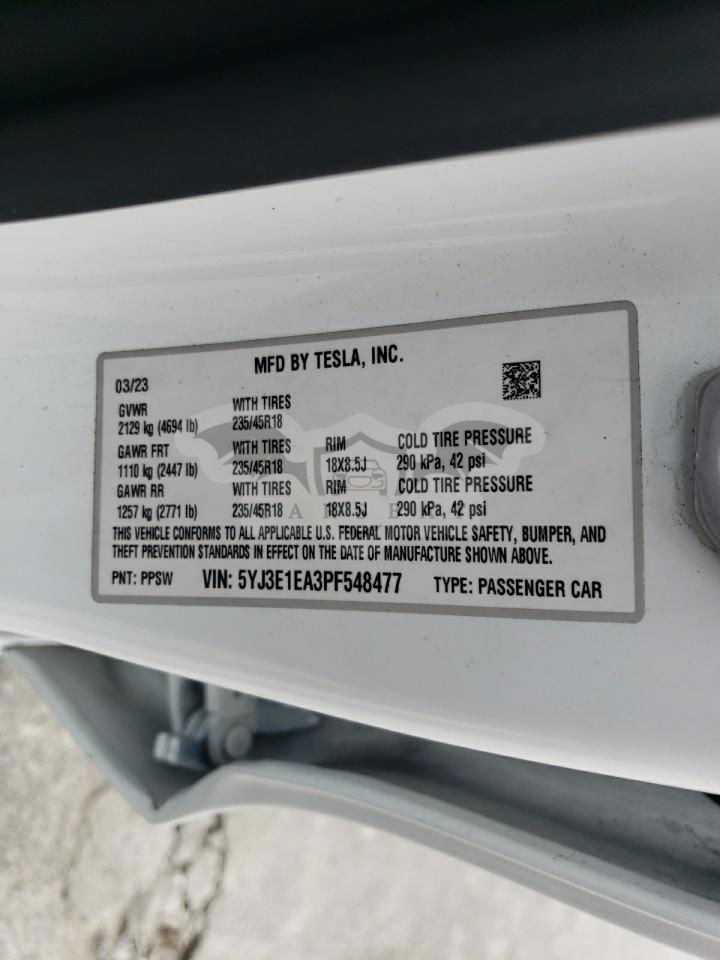 MFD BY TESLA, INC.
03/23
GVWR WITH TIRES
2129 kg (4694 lb) 235/45R18
GAWR FRT WITH TIRES RIM COLD TIRE PRESSURE
1110 kg (2447 lb) 235/45R18 18X8.5J 290 kPa, 42 psi
GAWR RR WITH TIRES RIM COLD TIRE PRESSURE
1257 kg (2771 lb) 235/45R18 18X8.5J 290 kPa, 42 psi
THIS VEHICLE CONFORMS TO ALL APPLICABLE U.S. FEDERAL MOTOR VEHICLE SAFETY, BUMPER, AND
THEFT PREVENTION STANDARDS IN EFFECT ON THE DATE OF MANUFACTURE SHOWN ABOVE.
PNT: PPSW VIN: 5YJ3E1EA3PF548477 TYPE: PASSENGER CAR